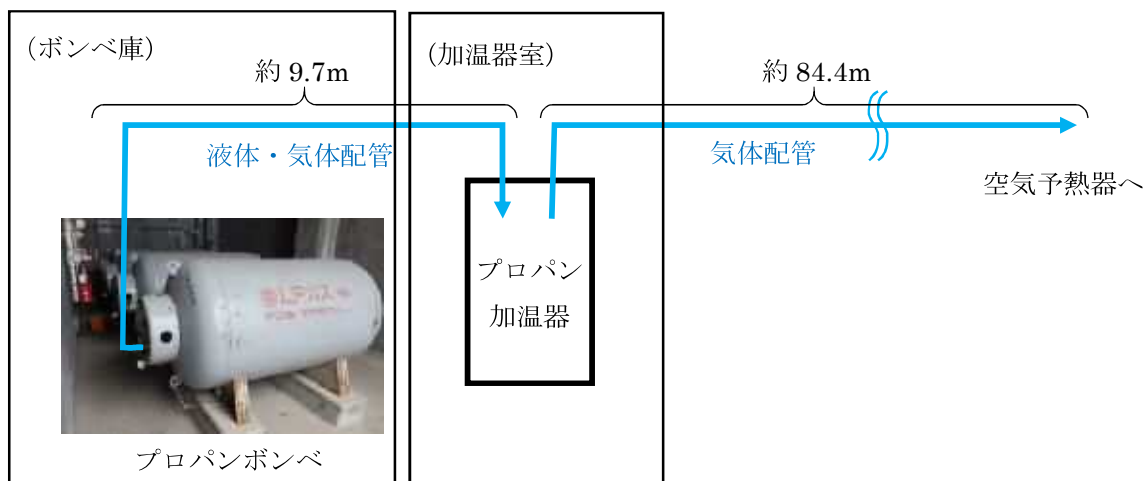 （ボンベ庫）
（加温器室）
約 9.7m
約 84.4m
液体・気体配管
気体配管
空気予熱器へ
プロパン
加温器
プロパンボンベ